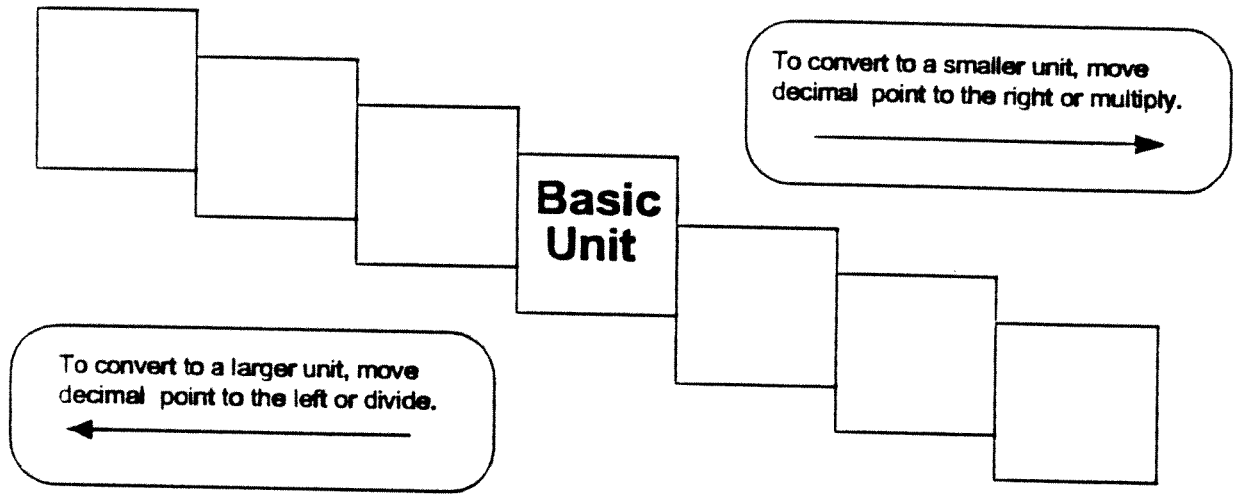 To convert to a smaller unit, move
decimal point to the right or multiply.
Basic
Unit
To convert to a larger unit, move
decimal point to the left or divide.